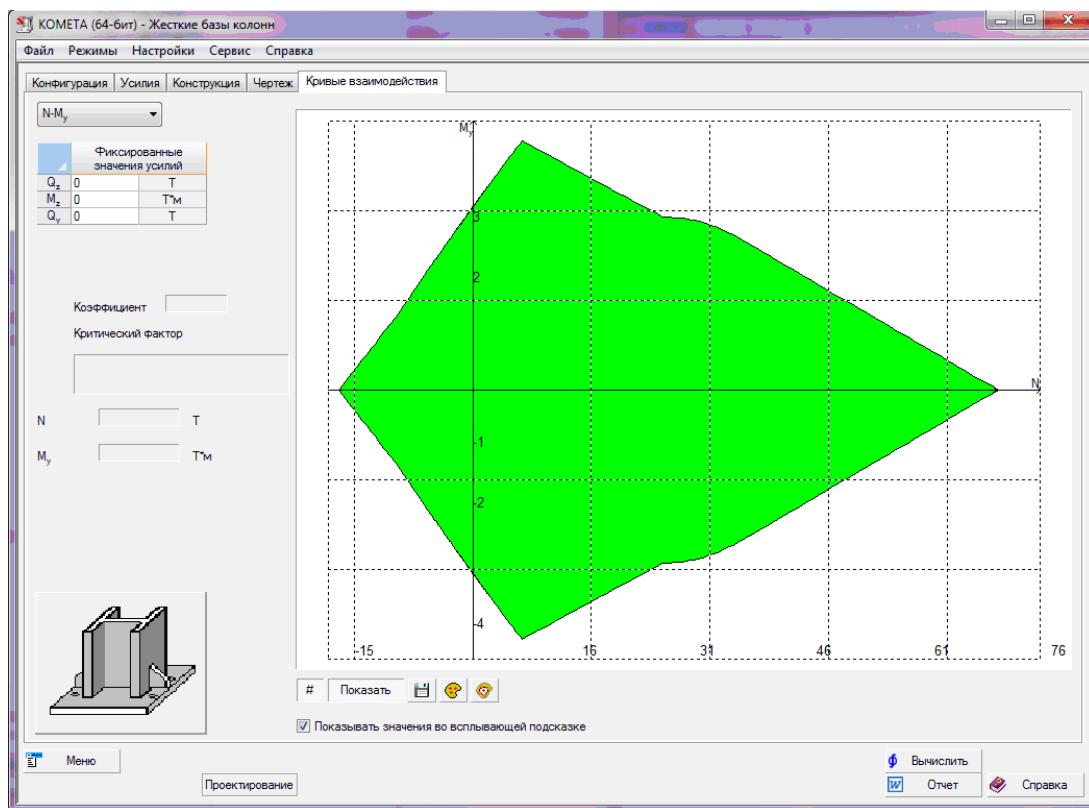 КОМЕТА (64-бит) - Жесткие базы колонн
Файл Режимы Настройки Сервис Справка
Конфигурация Усилия Конструкция Чертеж Кривые взаимодействия
N-My
Фиксированные
значения усилий
Qz 0 Т
Mz 0 Т*м
Qy 0 Т
Коэффициент
Критический фактор
N Т
My Т*м
My
3
2
N
-1
-2
-4
-15 16 31 46 61 76
# Показать
Показывать значения во всплывающей подсказке
Меню
Проектирование
Вычислить
W Отчет
Справка